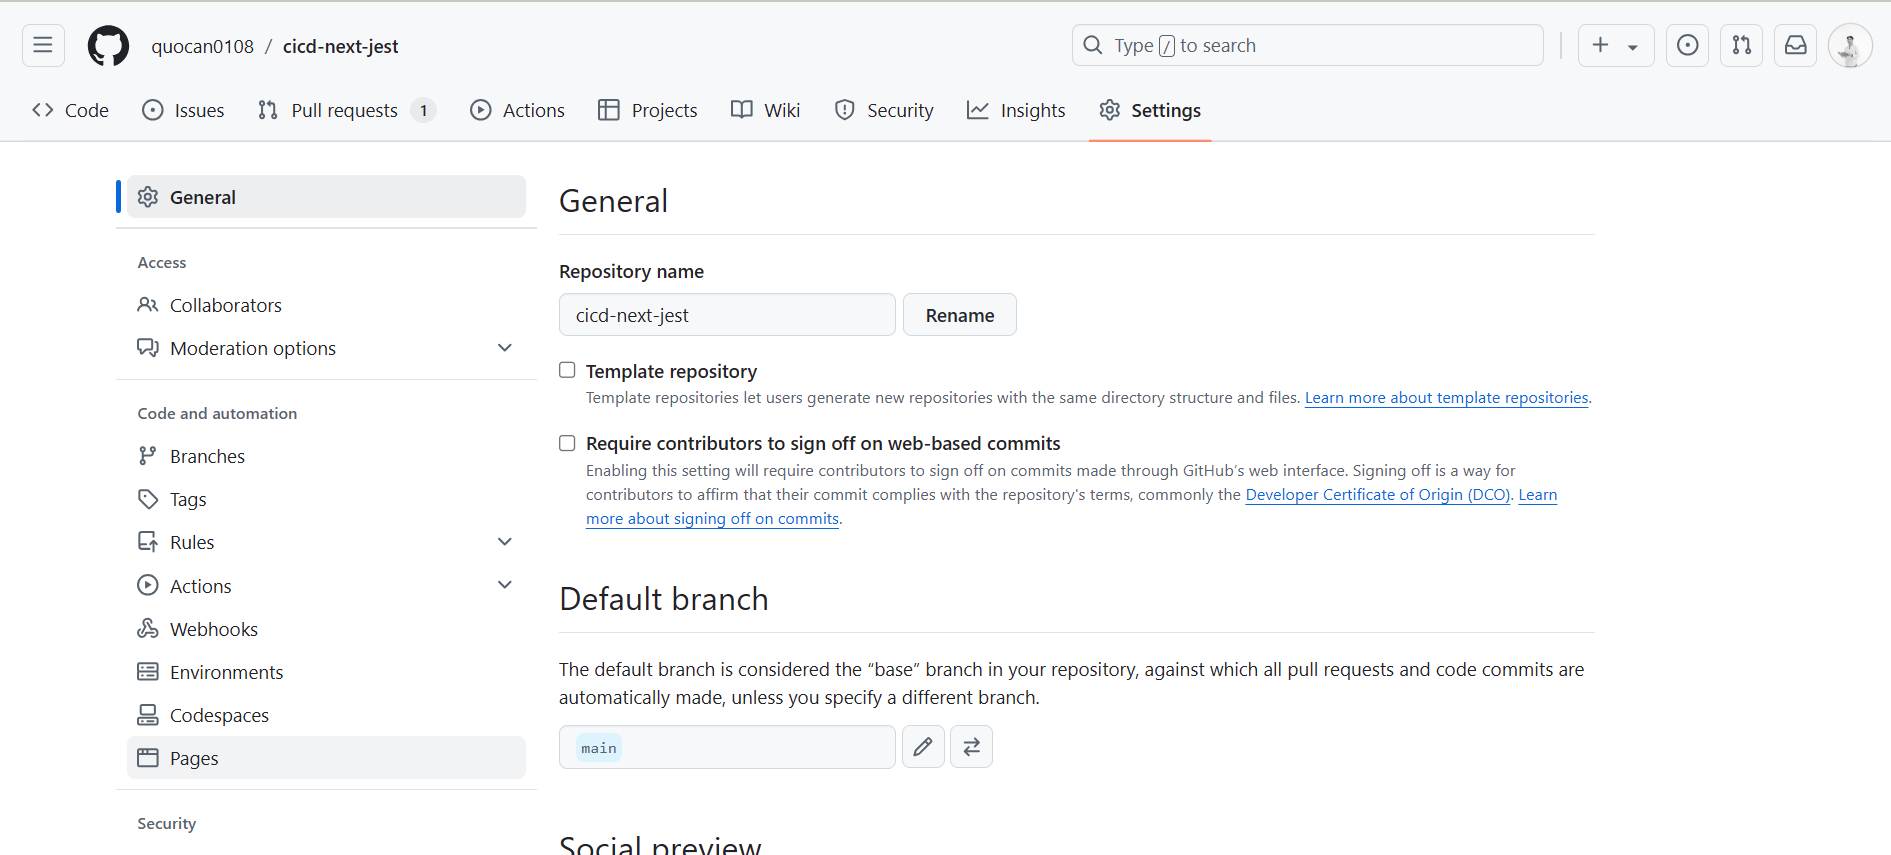 quocan0108 / cicd-next-jest
Type / to search
Code
Issues
Pull requests 1
Actions
Projects
Wiki
Security
Insights
Settings
General
Access
Collaborators
Moderation options
Code and automation
Branches
Tags
Rules
Actions
Webhooks
Environments
Codespaces
Pages
Security
General
Repository name
cicd-next-jest
Rename
Template repository
Template repositories let users generate new repositories with the same directory structure and files. Learn more about template repositories.
Require contributors to sign off on web-based commits
Enabling this setting will require contributors to sign off on commits made through GitHub’s web interface. Signing off is a way for
contributors to affirm that their commit complies with the repository's terms, commonly the Developer Certificate of Origin (DCO). Learn
more about signing off on commits.
Default branch
The default branch is considered the “base” branch in your repository, against which all pull requests and code commits are
automatically made, unless you specify a different branch.
main
Social preview